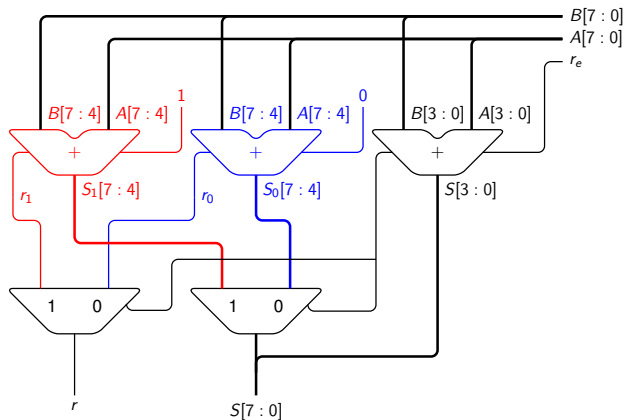 B[7 : 0]
A[7 : 0]
r_e
1
0
B[7 : 4] A[7 : 4]
B[7 : 4] A[7 : 4]
B[3 : 0] A[3 : 0]
+
+
+
r_1
S_1[7 : 4]
r_0
S_0[7 : 4]
S[3 : 0]
1 0
1 0
r
S[7 : 0]